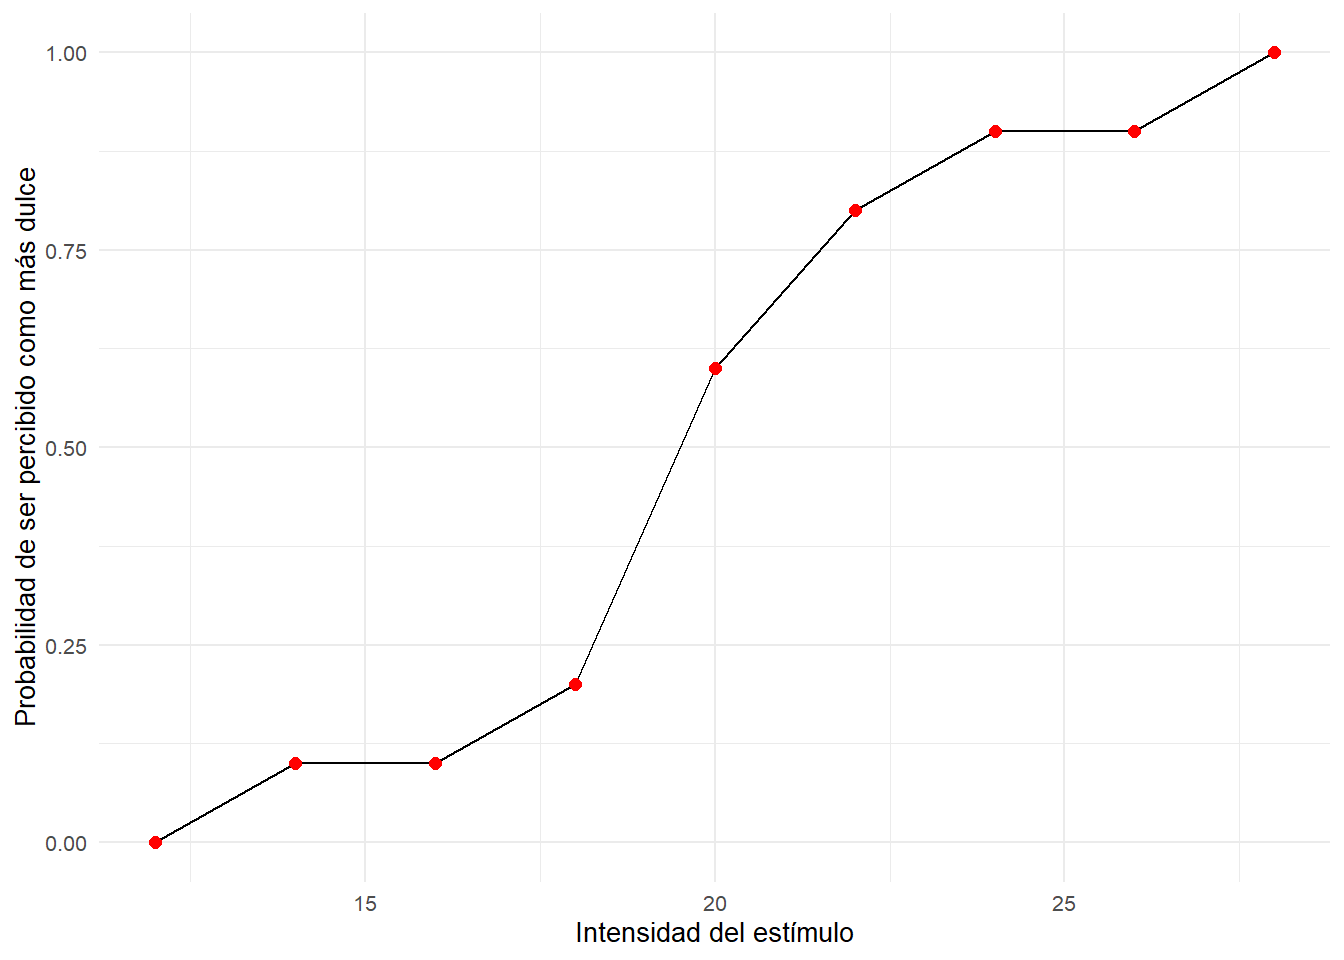 1.00
0.75
0.50
0.25
0.00
Probabilidad de ser percibido como más dulce
15 20 25
Intensidad del estímulo